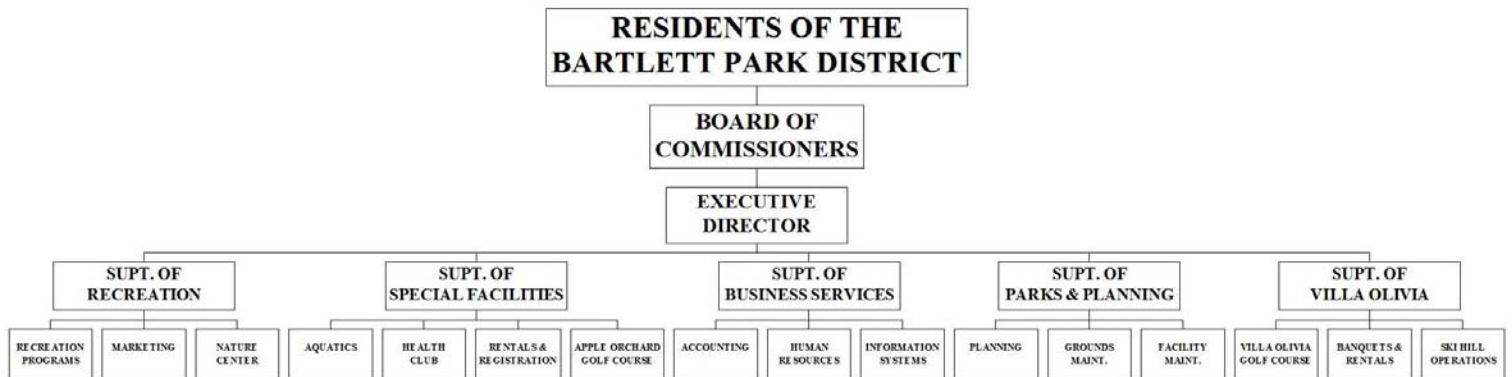 RESIDENTS OF THE
BARTLETT PARK DISTRICT
BOARD OF
COMMISSIONERS
EXECUTIVE
DIRECTOR
SUPT. OF
RECREATION
SUPT. OF
SPECIAL FACILITIES
SUPT. OF
BUSINESS SERVICES
SUPT. OF
PARKS & PLANNING
SUPT. OF
VILLA OLIVIA
RECREATION
PROGRAMS
MARKETING
NATURE
CENTER
AQUATICS
HEALTH
CLUB
RENTALS &
REGISTRATION
APPLE ORCHARD
GOLF COURSE
ACCOUNTING
HUMAN
RESOURCES
INFORMATION
SYSTEMS
PLANNING
GROUNDS
MAINT.
FACILITY
MAINT.
VILLA OLIVIA
GOLF COURSE
BANQUETS &
RENTALS
SKI HILL
OPERATIONS